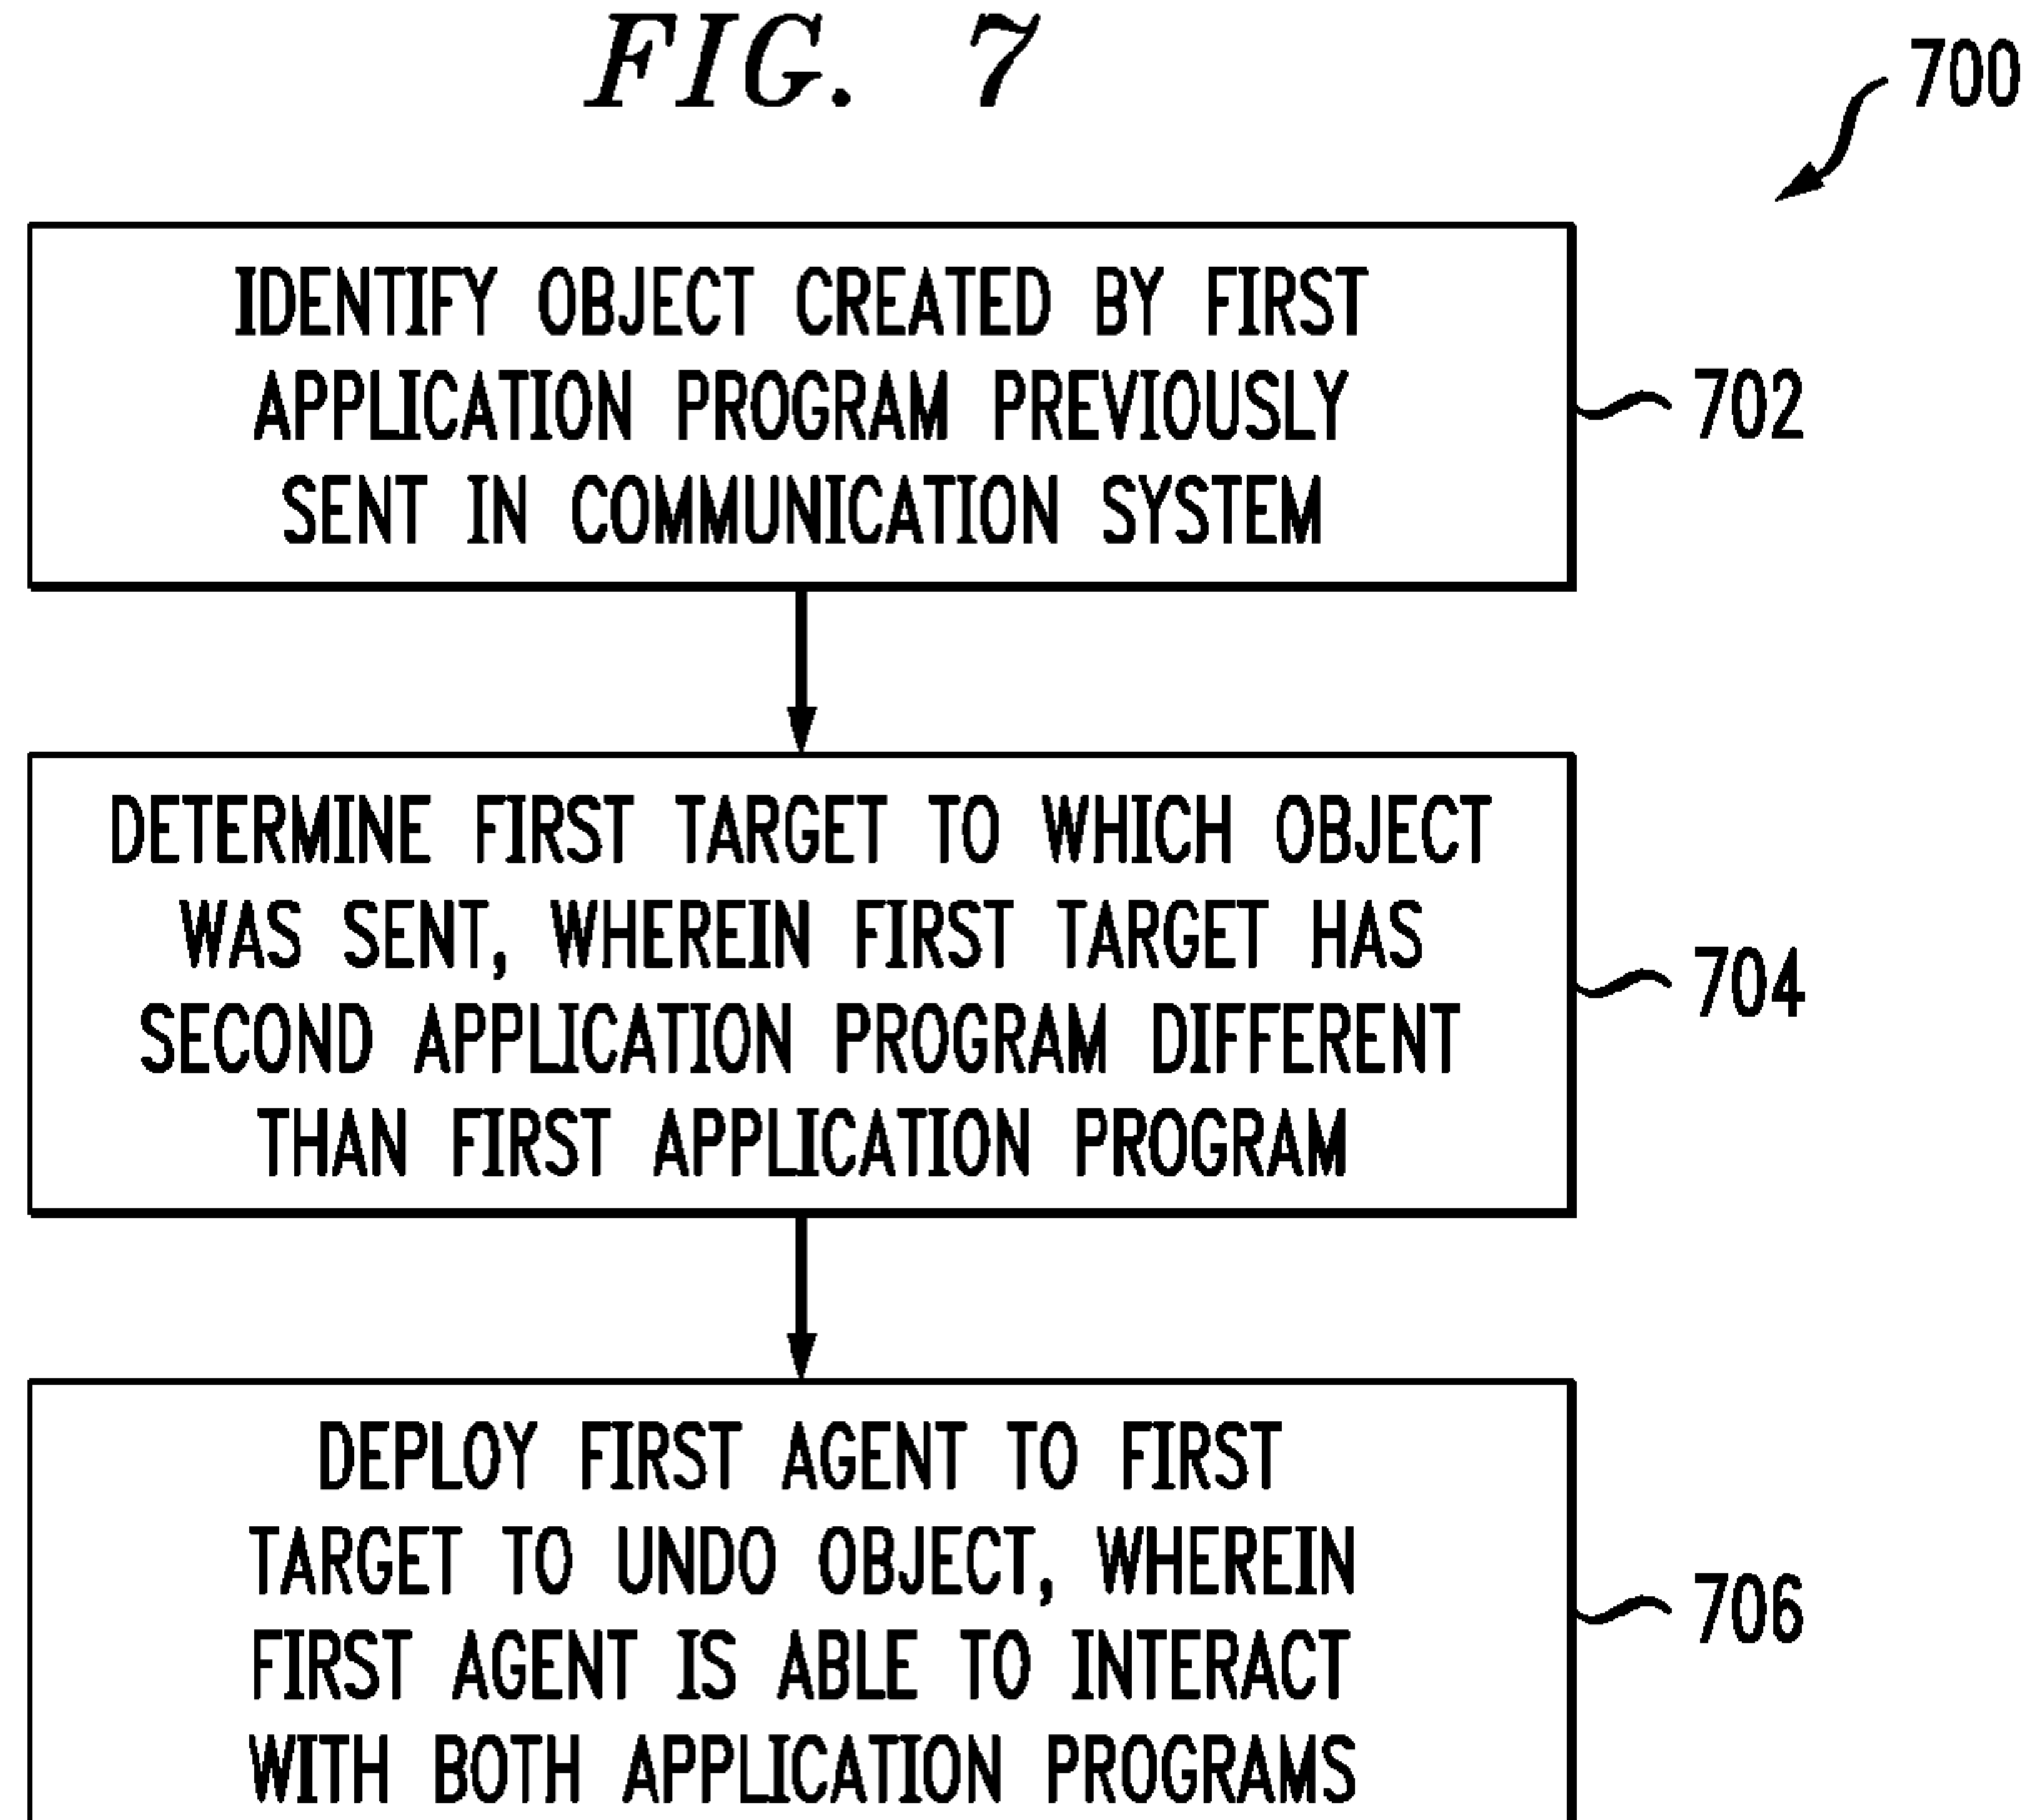 FIG. 7
700
IDENTIFY OBJECT CREATED BY FIRST
APPLICATION PROGRAM PREVIOUSLY
SENT IN COMMUNICATION SYSTEM
702
DETERMINE FIRST TARGET TO WHICH OBJECT
WAS SENT, WHEREIN FIRST TARGET HAS
SECOND APPLICATION PROGRAM DIFFERENT
THAN FIRST APPLICATION PROGRAM
704
DEPLOY FIRST AGENT TO FIRST
TARGET TO UNDO OBJECT, WHEREIN
FIRST AGENT IS ABLE TO INTERACT
WITH BOTH APPLICATION PROGRAMS
706